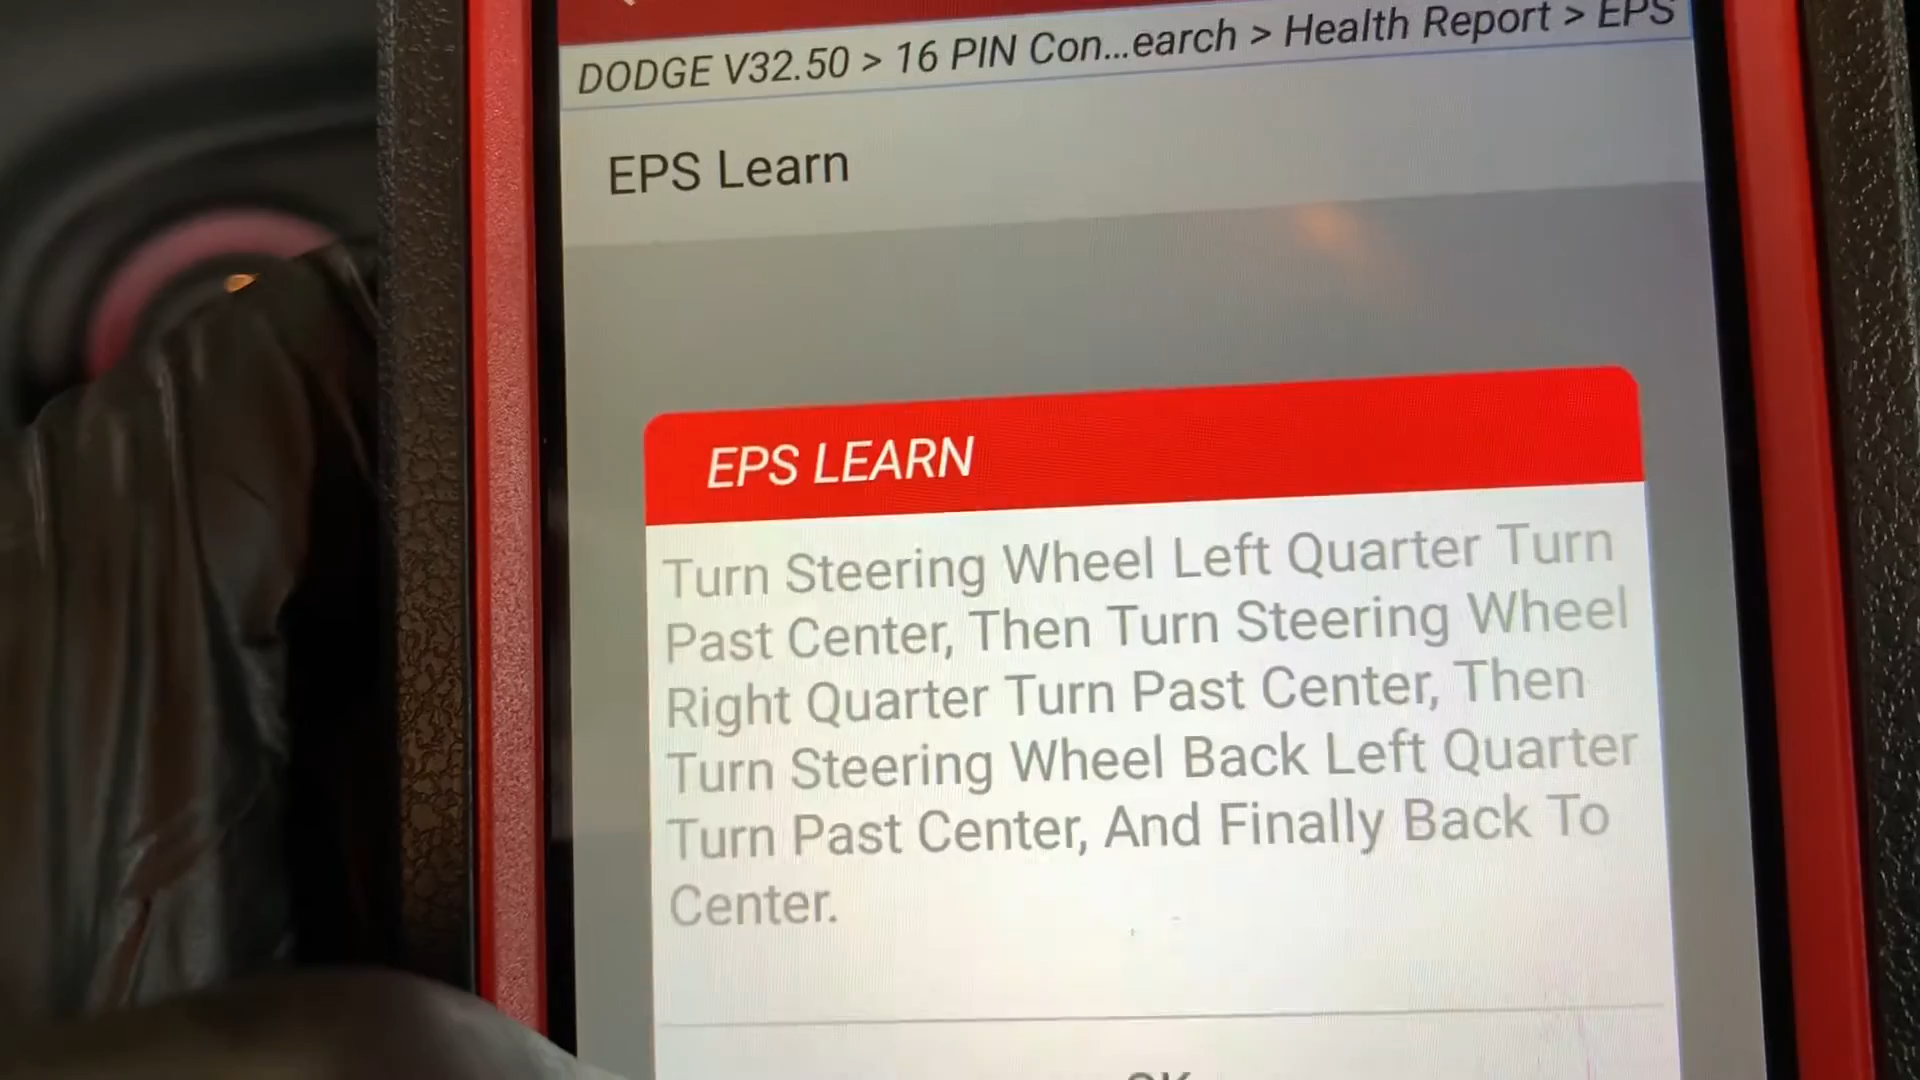 DODGE V32.50 > 16 PIN Con...earch > Health Report > EPS
EPS Learn
EPS LEARN
Turn Steering Wheel Left Quarter Turn
Past Center, Then Turn Steering Wheel
Right Quarter Turn Past Center, Then
Turn Steering Wheel Back Left Quarter
Turn Past Center, And Finally Back To
Center.
OK